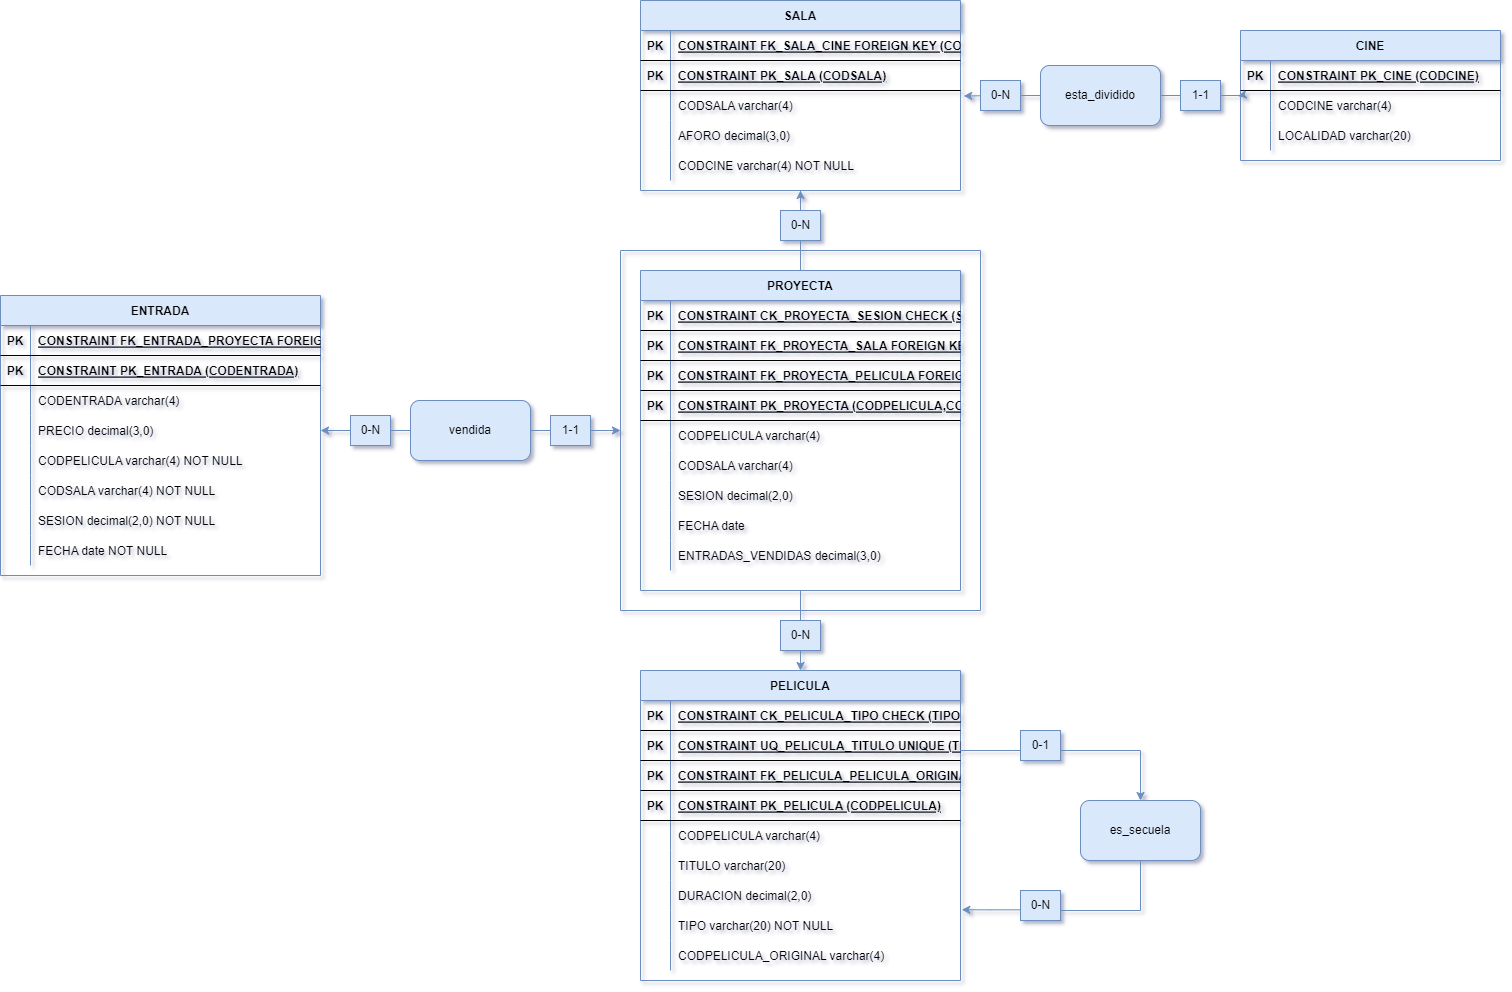 SALA
PK CONSTRAINT FK_SALA_CINE FOREIGN KEY (CO
PK CONSTRAINT PK_SALA (CODSALA)
CODSALA varchar(4)
AFORO decimal(3,0)
CODCINE varchar(4) NOT NULL
0-N
esta_dividido
1-1
CINE
PK CONSTRAINT PK_CINE (CODCINE)
CODCINE varchar(4)
LOCALIDAD varchar(20)
0-N
PROYECTA
PK CONSTRAINT CK_PROYECTA_SESION CHECK (S
PK CONSTRAINT FK_PROYECTA_SALA FOREIGN KE
PK CONSTRAINT FK_PROYECTA_PELICULA FOREIG
PK CONSTRAINT PK_PROYECTA (CODPELICULA,CO
CODPELICULA varchar(4)
CODSALA varchar(4)
SESION decimal(2,0)
FECHA date
ENTRADAS_VENDIDAS decimal(3,0)
ENTRADA
PK CONSTRAINT FK_ENTRADA_PROYECTA FOREIG
PK CONSTRAINT PK_ENTRADA (CODENTRADA)
CODENTRADA varchar(4)
PRECIO decimal(3,0)
CODPELICULA varchar(4) NOT NULL
CODSALA varchar(4) NOT NULL
SESION decimal(2,0) NOT NULL
FECHA date NOT NULL
0-N
vendida
1-1
0-N
PELICULA
PK CONSTRAINT CK_PELICULA_TIPO CHECK (TIPO
PK CONSTRAINT UQ_PELICULA_TITULO UNIQUE (T
PK CONSTRAINT FK_PELICULA_PELICULA_ORIGINA
PK CONSTRAINT PK_PELICULA (CODPELICULA)
CODPELICULA varchar(4)
TITULO varchar(20)
DURACION decimal(2,0)
TIPO varchar(20) NOT NULL
CODPELICULA_ORIGINAL varchar(4)
0-1
es_secuela
0-N